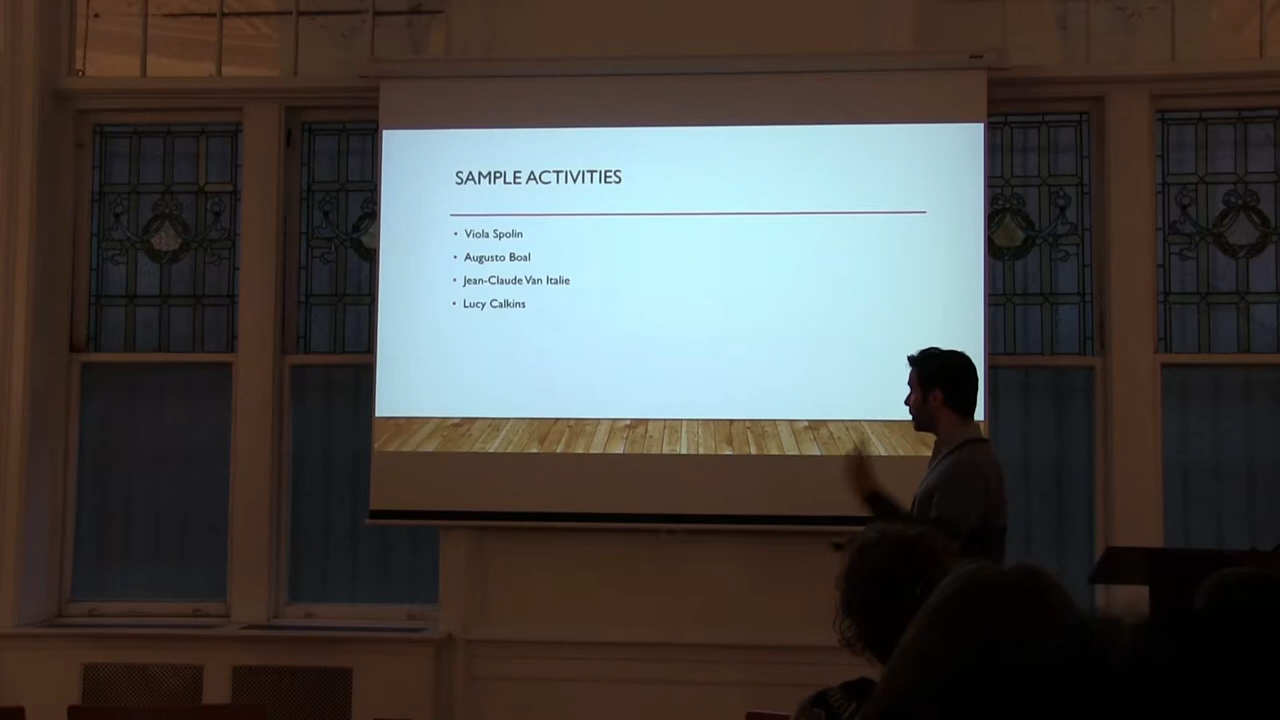 SAMPLE ACTIVITIES
• Viola Spolin
• Augusto Boal
• Jean-Claude Van Italie
• Lucy Calkins